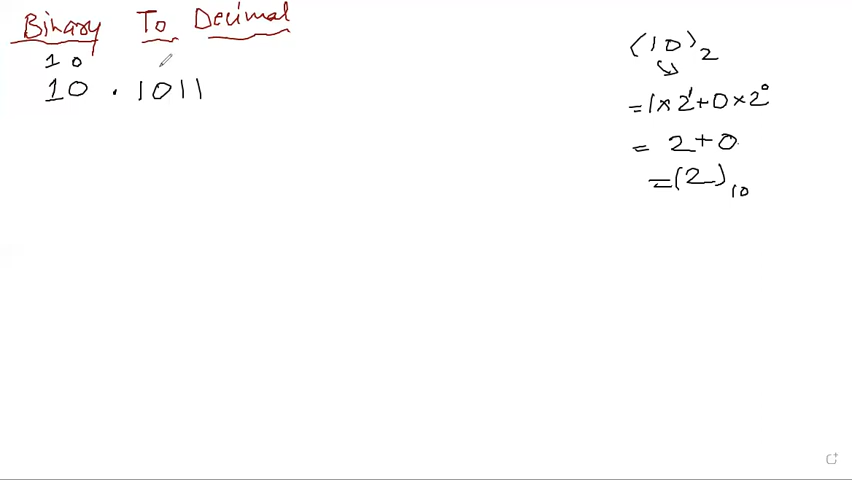 Binary To Decimal
1 0
10 . 1011
(10)₂
= 1 × 2¹ + 0 × 2⁰
= 2 + 0
= (2)₁₀